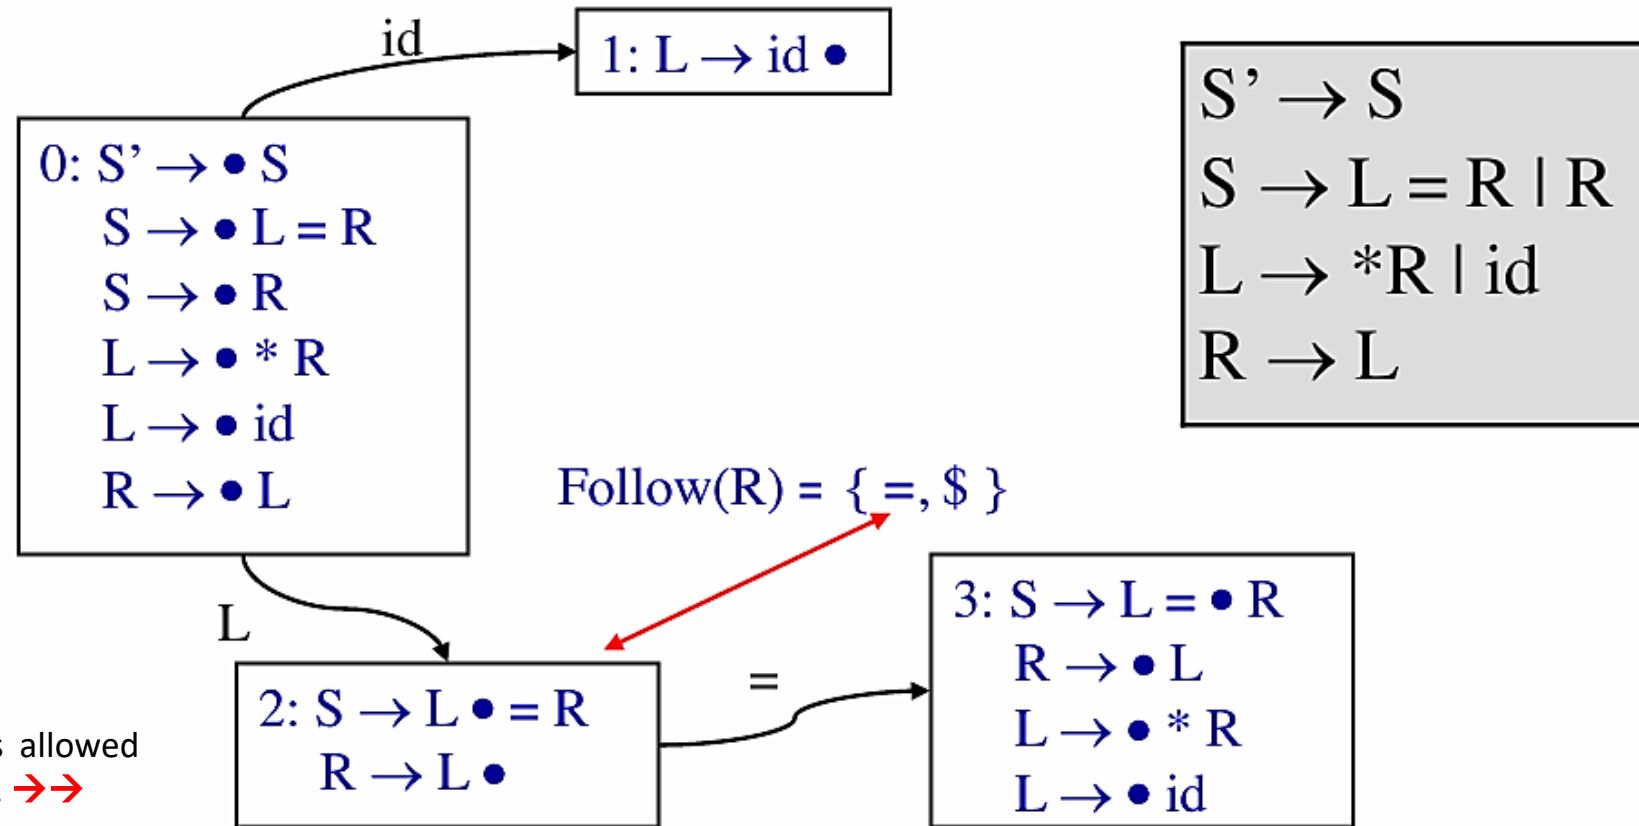 id
1: L → id •
S’ → S
S → L = R | R
L → *R | id
R → L
0: S’ → • S
S → • L = R
S → • R
L → • * R
L → • id
R → • L
Follow(R) = { =, $ }
L
=
3: S → L = • R
R → • L
L → • * R
L → • id
2: S → L • = R
R → L •
allowed
→→